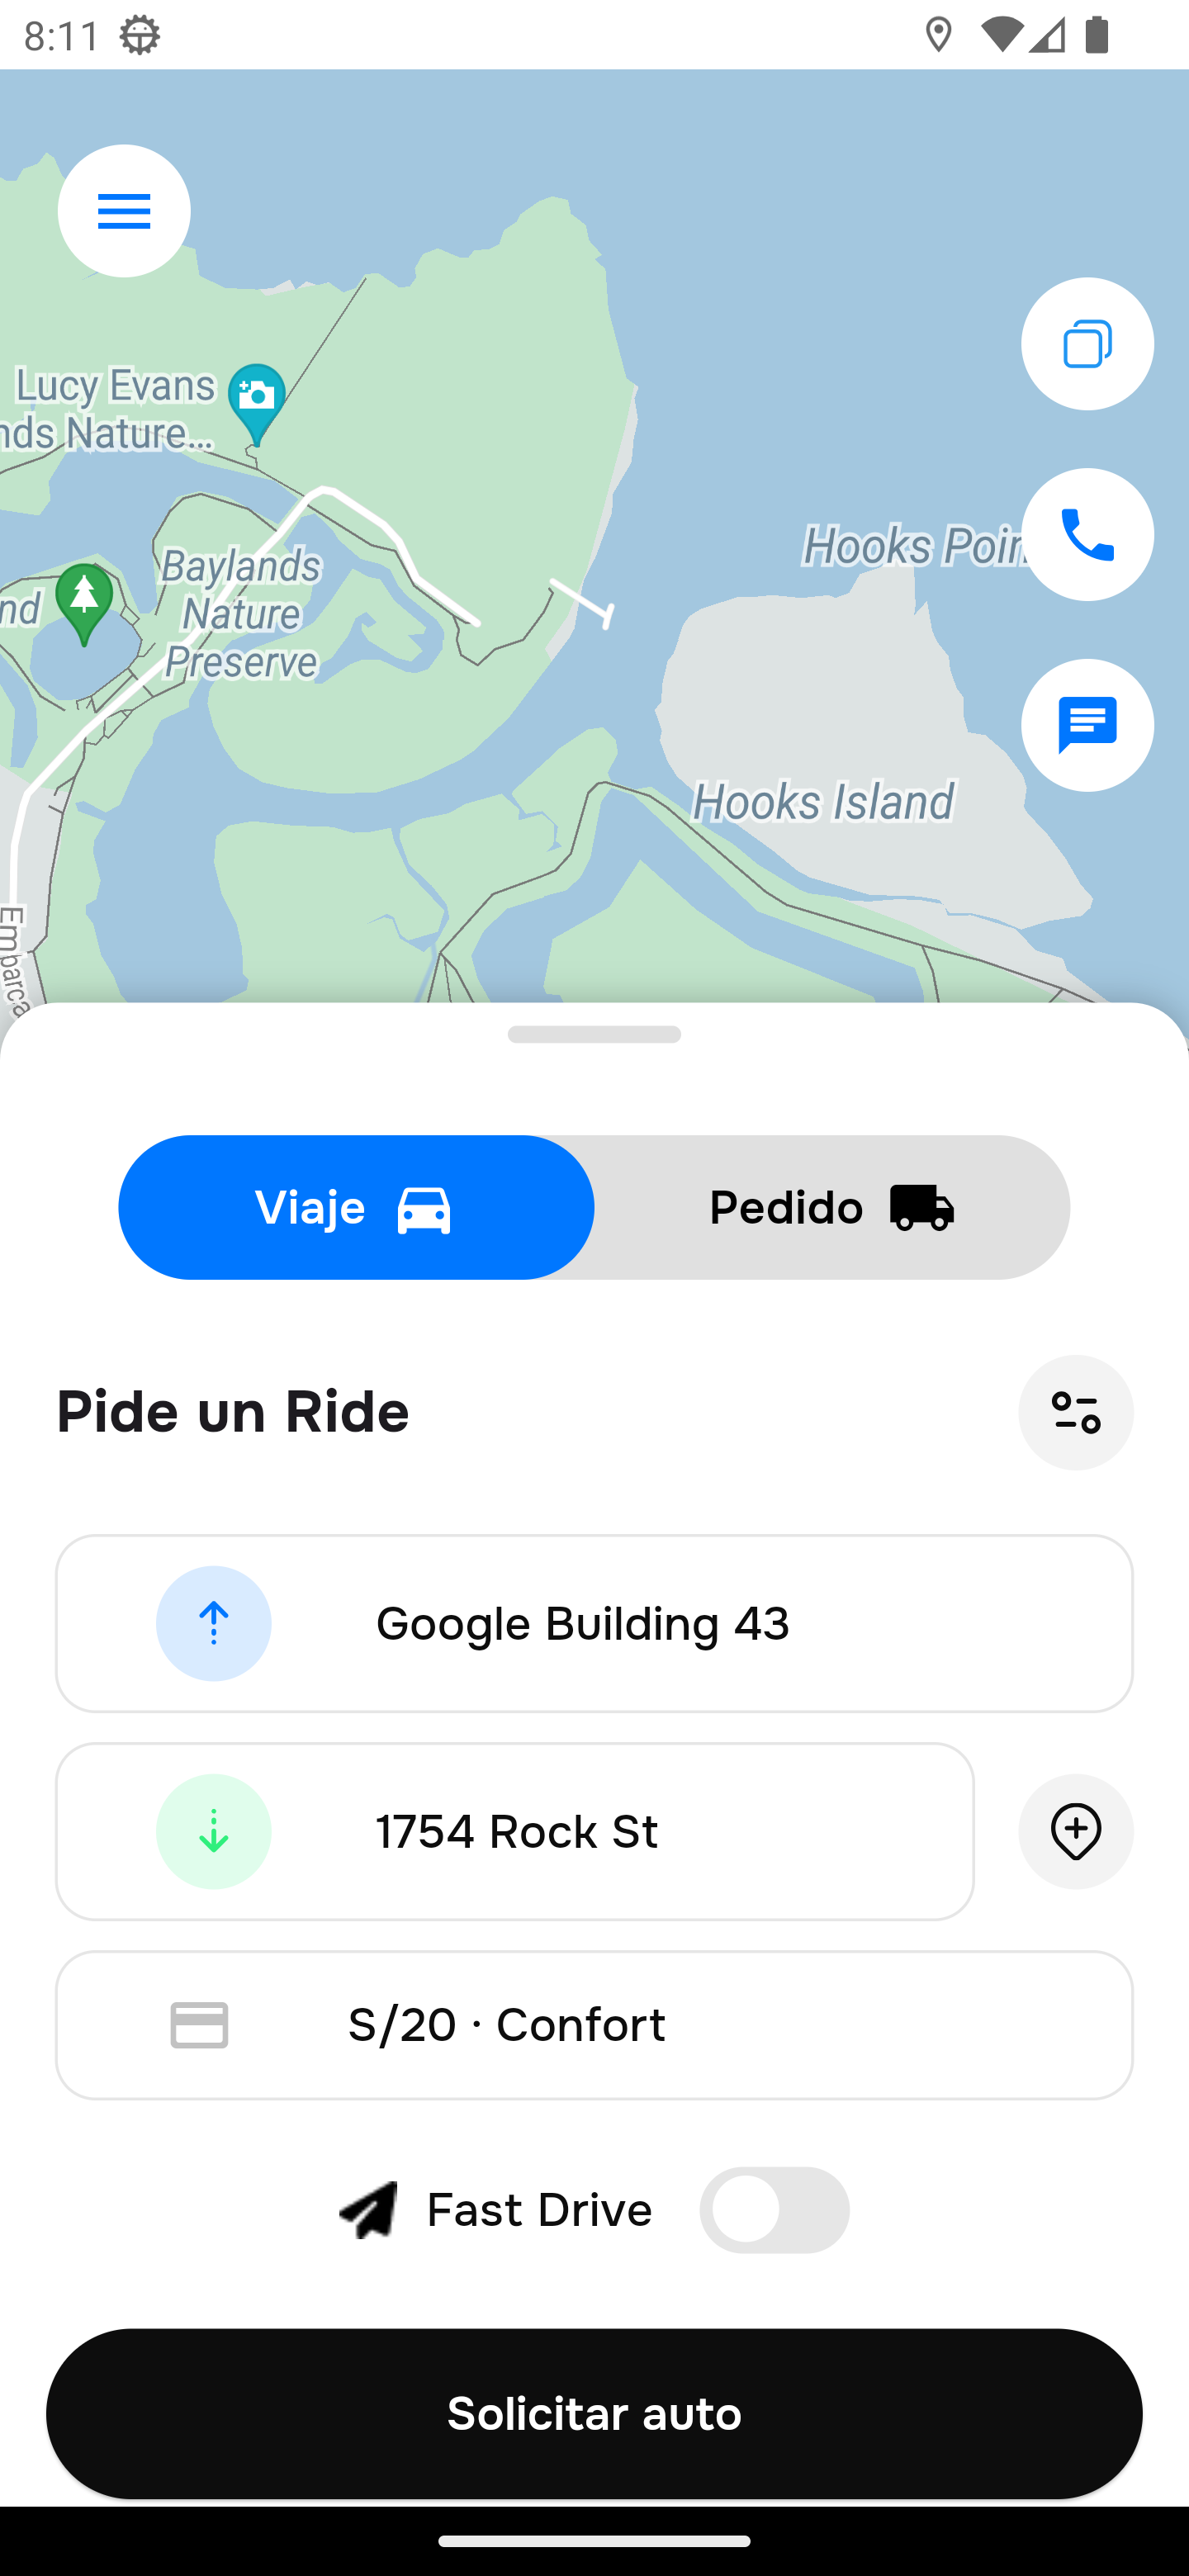 8:11
Lucy Evans
nds Nature...
Baylands
Nature
Preserve
nd
Hooks Poin
Hooks Island
Embarca
Viaje
Pedido
Pide un Ride
Google Building 43
1754 Rock St
S/20 · Confort
Fast Drive
Solicitar auto